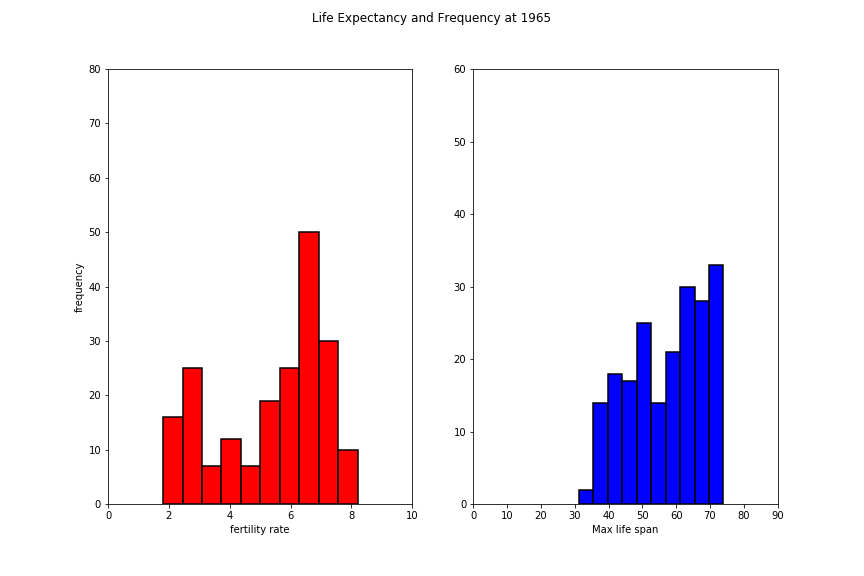 Life Expectancy and Frequency at 1965
80
70
60
50
40
30
20
10
0
frequency
0 2 4 6 8 10
fertility rate
60
50
40
30
20
10
0
0 10 20 30 40 50 60 70 80 90
Max life span